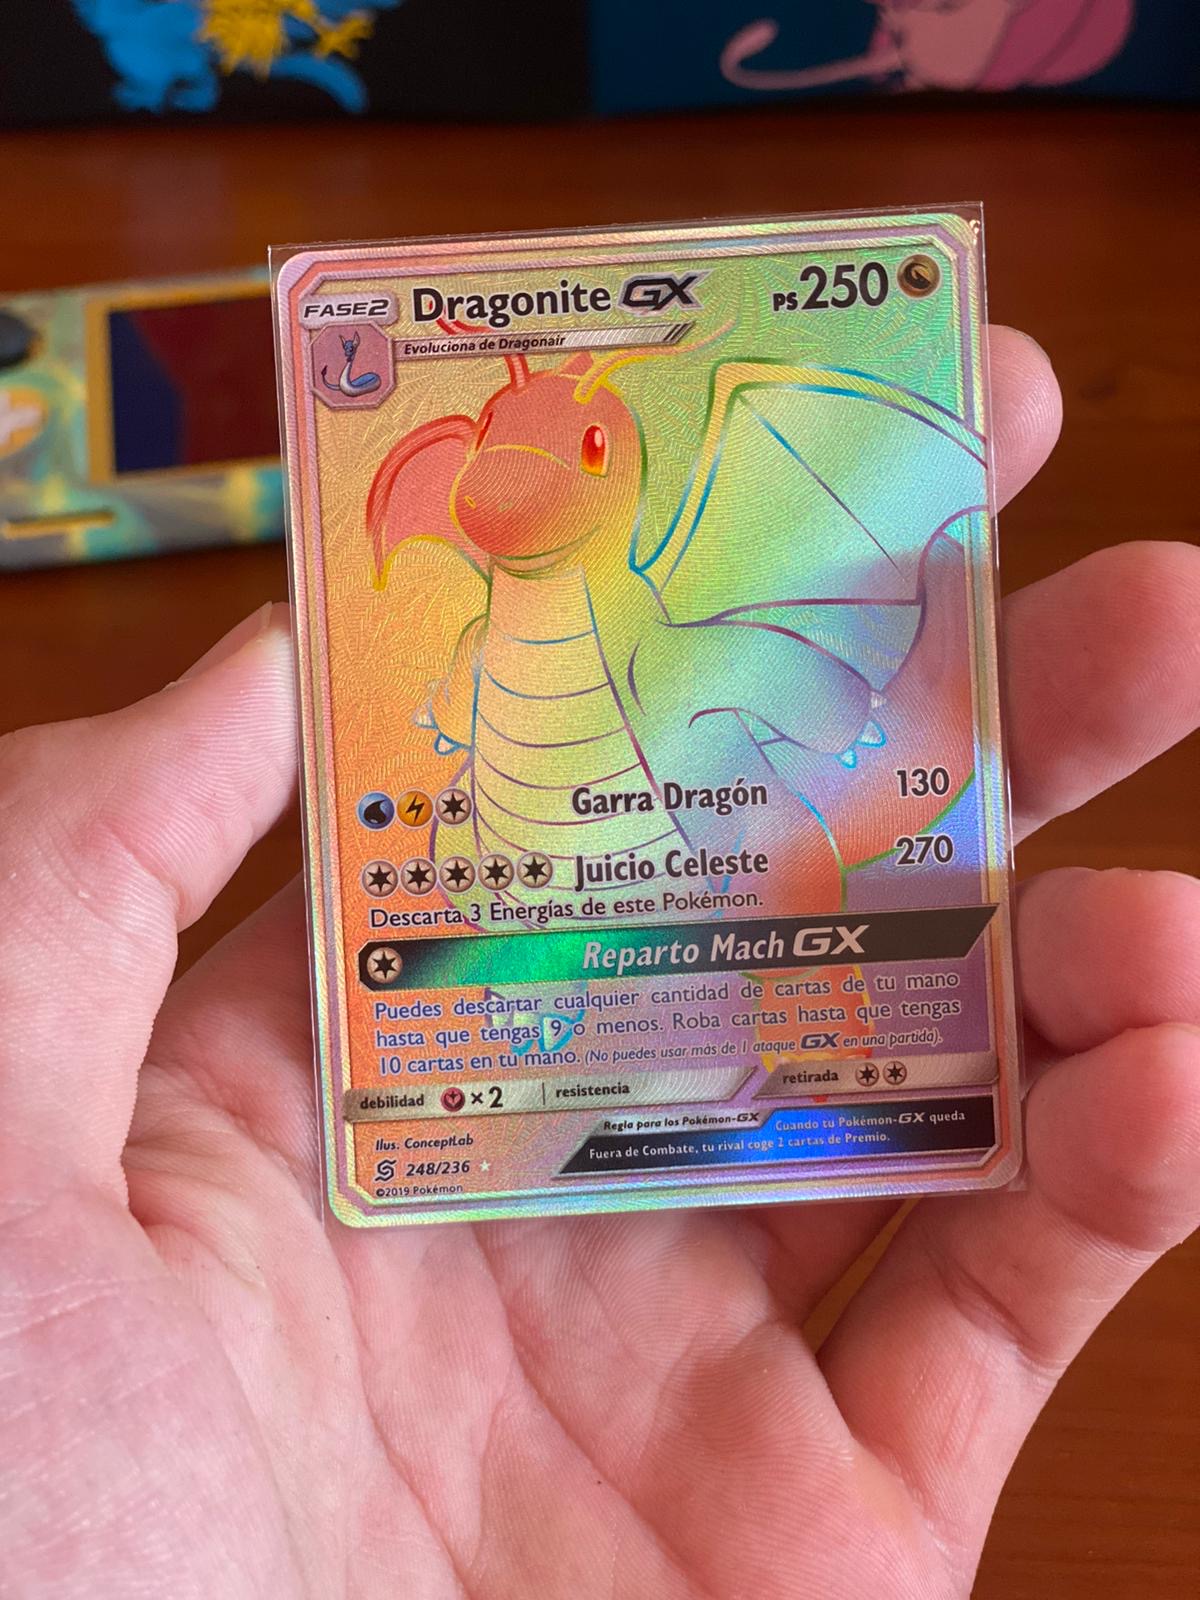 FASE2 Dragonite GX PS250
Evoluciona de Dragonair
Garra Dragón 130
Juicio Celeste 270
Descarta 3 Energías de este Pokémon.
Reparto Mach GX
Puedes descartar cualquier cantidad de cartas de tu mano
hasta que tengas 9 o menos. Roba cartas hasta que tengas
10 cartas en tu mano. (No puedes usar más de 1 ataque GX en una partida).
debilidad ×2 resistencia retirada
Regla para los Pokémon-GX Cuando tu Pokémon-GX queda
Fuera de Combate, tu rival coge 2 cartas de Premio.
Ilus. ConceptLab
248/236
©2019 Pokémon